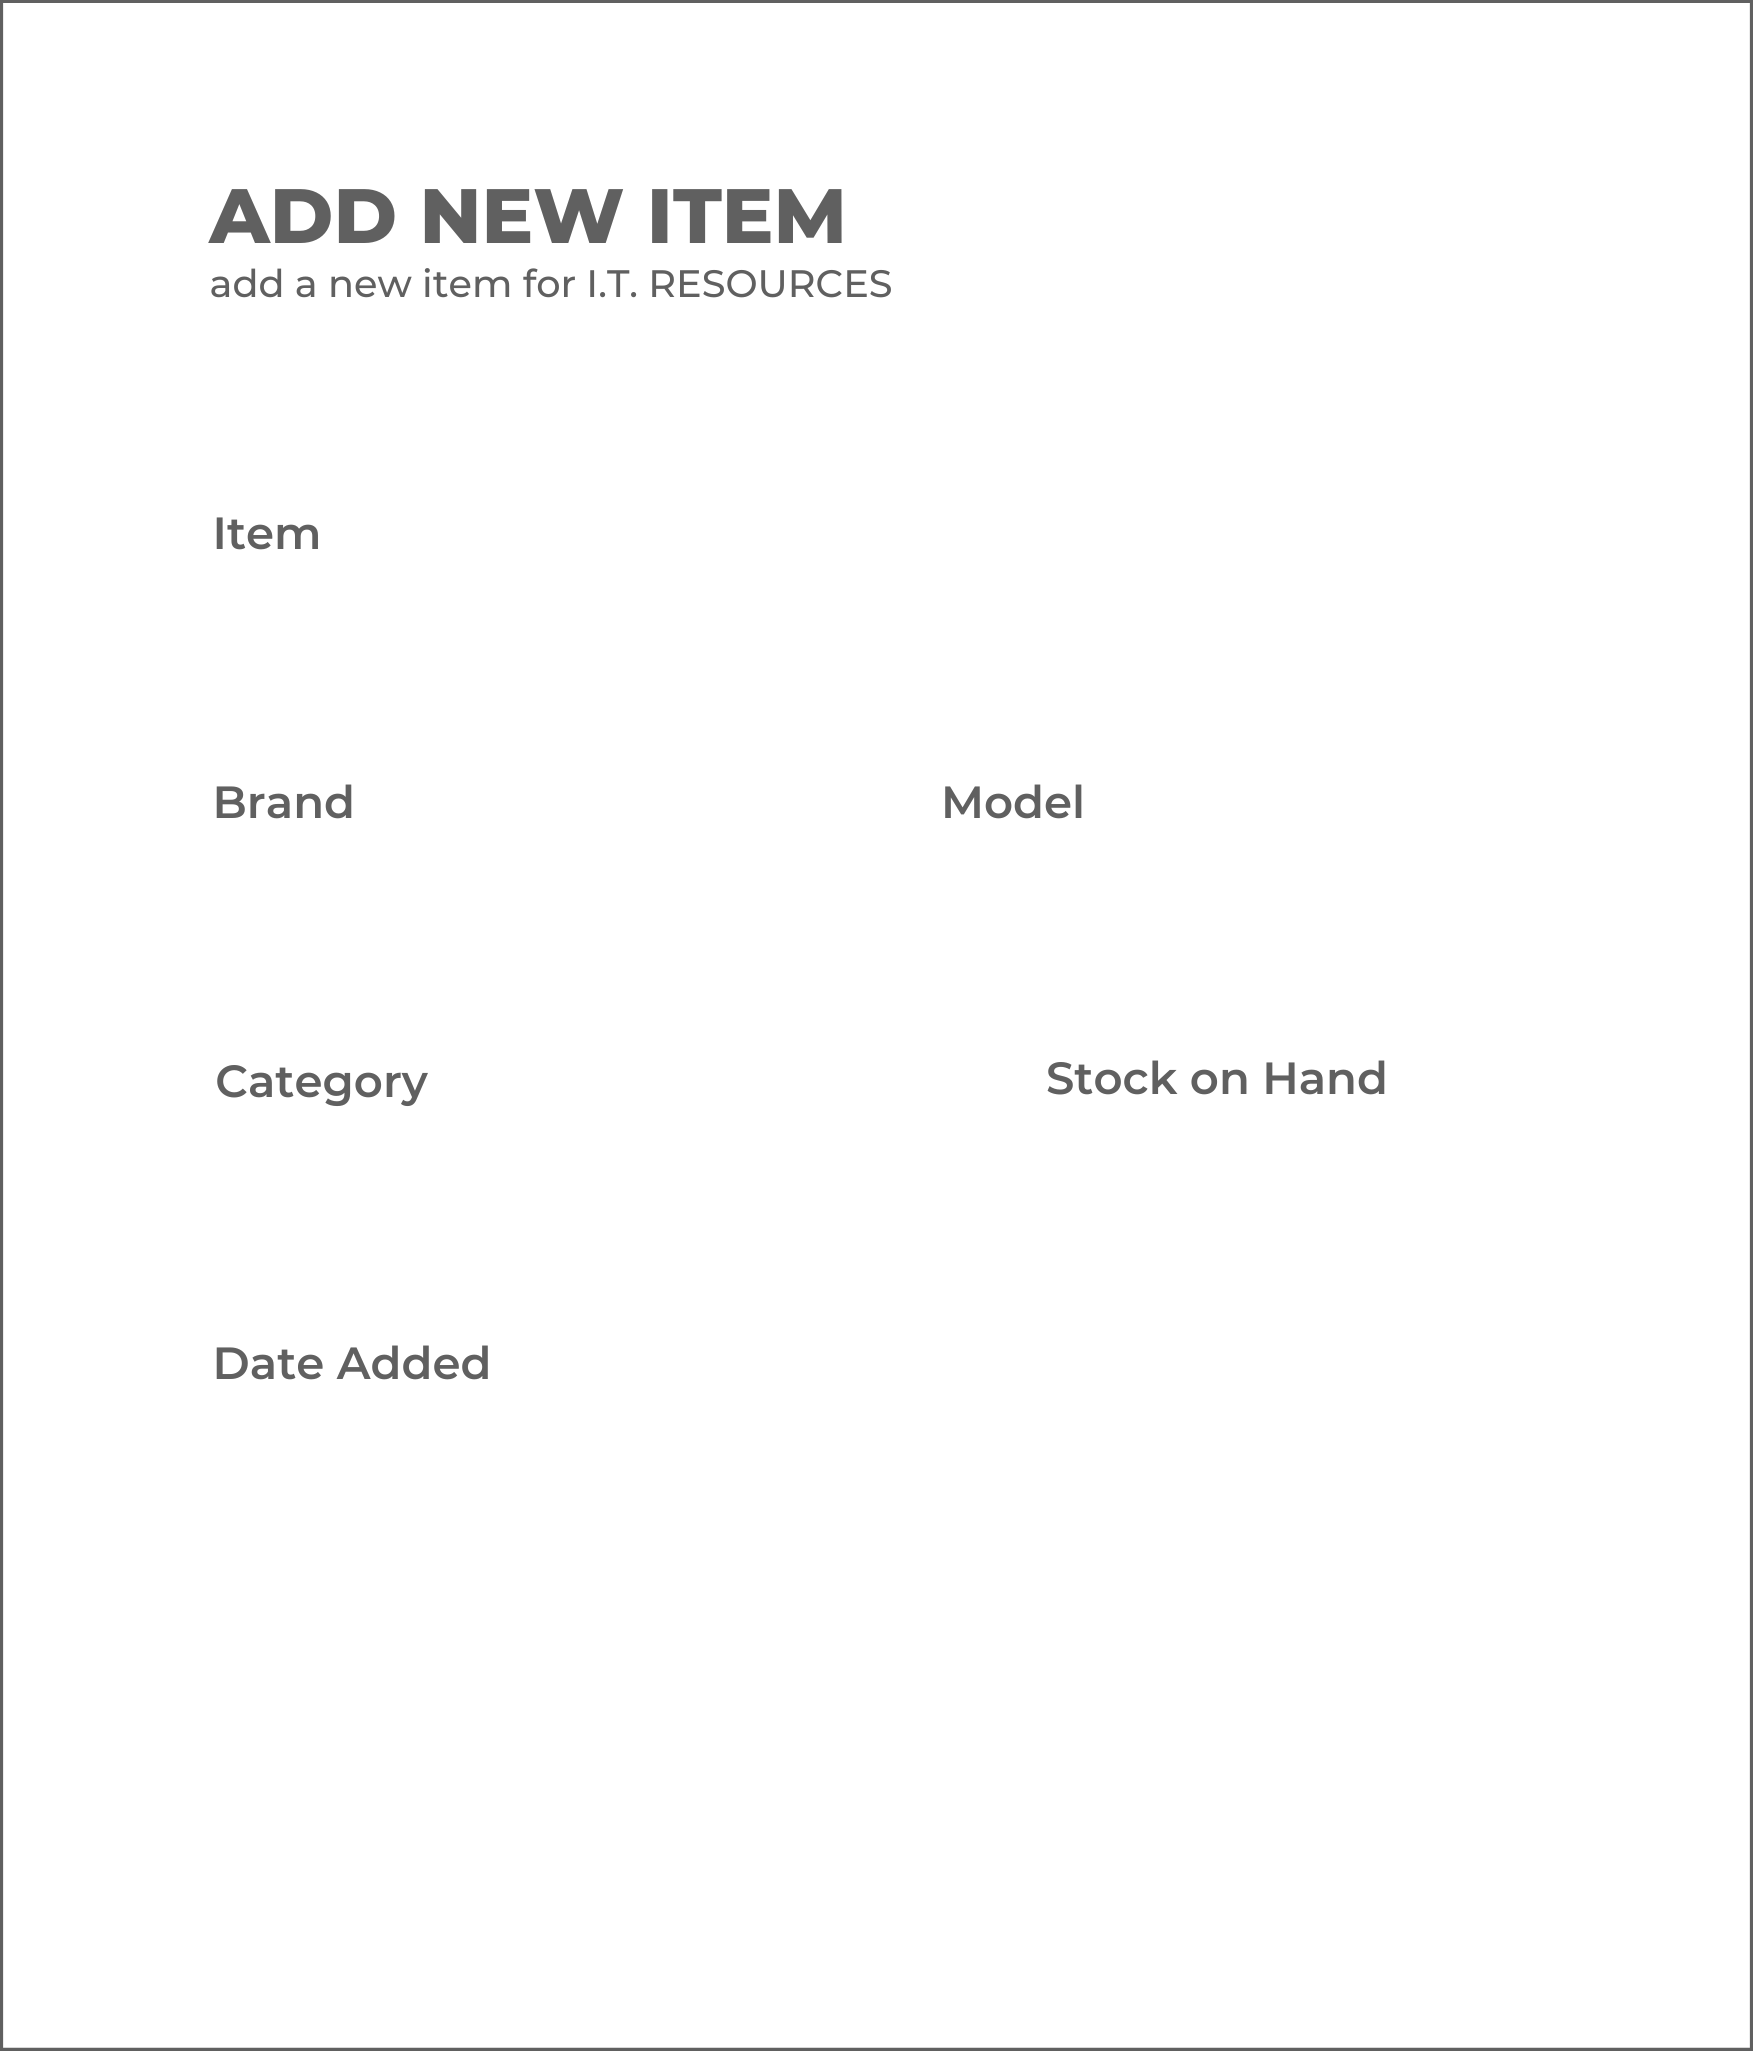 ADD NEW ITEM
add a new item for I.T. RESOURCES
Item
Brand
Model
Category
Stock on Hand
Date Added